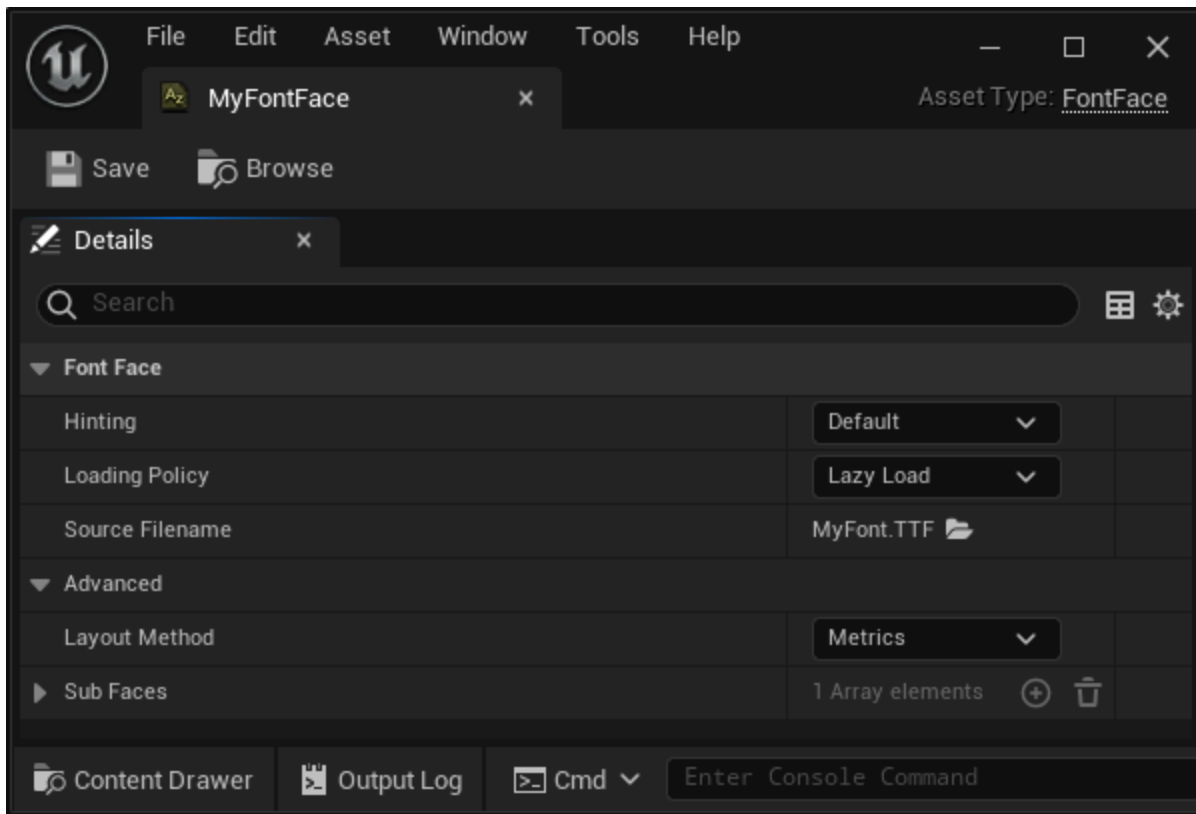 File Edit Asset Window Tools Help
MyFontFace
Asset Type: FontFace
Save Browse
Details
Search
Font Face
Hinting Default
Loading Policy Lazy Load
Source Filename MyFont.TTF
Advanced
Layout Method Metrics
Sub Faces 1 Array elements
Content Drawer Output Log Cmd Enter Console Command